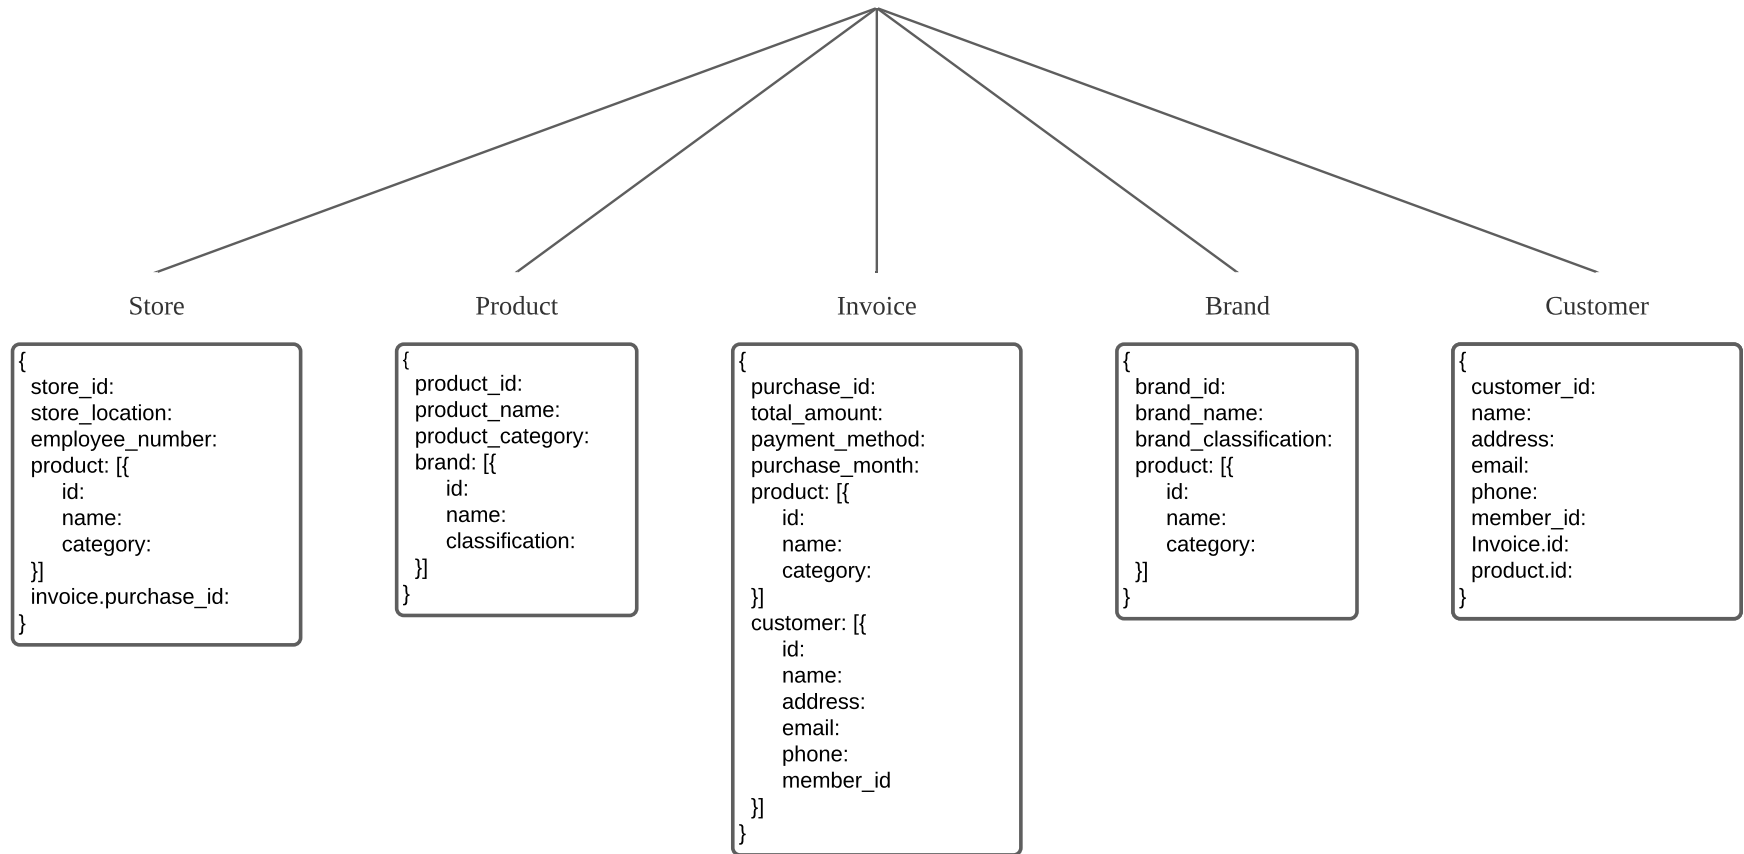 Store
{
store_id:
store_location:
employee_number:
product: [{
id:
name:
category:
}]
invoice.purchase_id:
}
Product
{
product_id:
product_name:
product_category:
brand: [{
id:
name:
classification:
}]
}
Invoice
{
purchase_id:
total_amount:
payment_method:
purchase_month:
product: [{
id:
name:
category:
}]
customer: [{
id:
name:
address:
email:
phone:
member_id
}]
}
Brand
{
brand_id:
brand_name:
brand_classification:
product: [{
id:
name:
category:
}]
}
Customer
{
customer_id:
name:
address:
email:
phone:
member_id:
Invoice.id:
product.id:
}